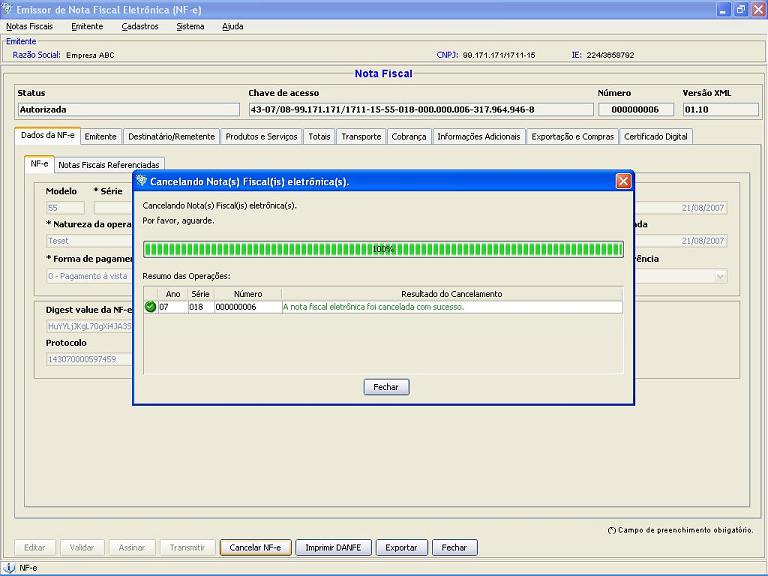 Emissor de Nota Fiscal Eletrônica (NF-e)
Notas Fiscais Emitente Cadastros Sistema Ajuda
Emitente
Razão Social: Empresa ABC CNPJ: 99.171.171/1711-15 IE: 224/3658792
Nota Fiscal
Status Chave de acesso Número Versão XML
Autorizada 43-07/08-99.171.171/1711-15-55-018-000.000.006-317.964.946-8 000000006 01.10
Dados da NF-e Emitente Destinatário/Remetente Produtos e Serviços Totais Transporte Cobrança Informações Adicionais Exportação e Compras Certificado Digital
NF-e Notas Fiscais Referenciadas
Cancelando Nota(s) Fiscal(is) eletrônica(s).
Modelo * Série
55 21/08/2007
Cancelando Nota(s) Fiscal(is) eletrônica(s).
Por favor, aguarde.
* Natureza da opera da
Teset 21/08/2007
100%
* Forma de pagamen rência
0 - Pagamento à vista
Resumo das Operações:
Ano Série Número Resultado do Cancelamento
07 018 000000006 A nota fiscal eletrônica foi cancelada com sucesso.
Digest value da NF-e
Protocolo
143070000597459
Fechar
(*) Campo de preenchimento obrigatório.
Editar Validar Assinar Transmitir Cancelar NF-e Imprimir DANFE Exportar Fechar
NF-e